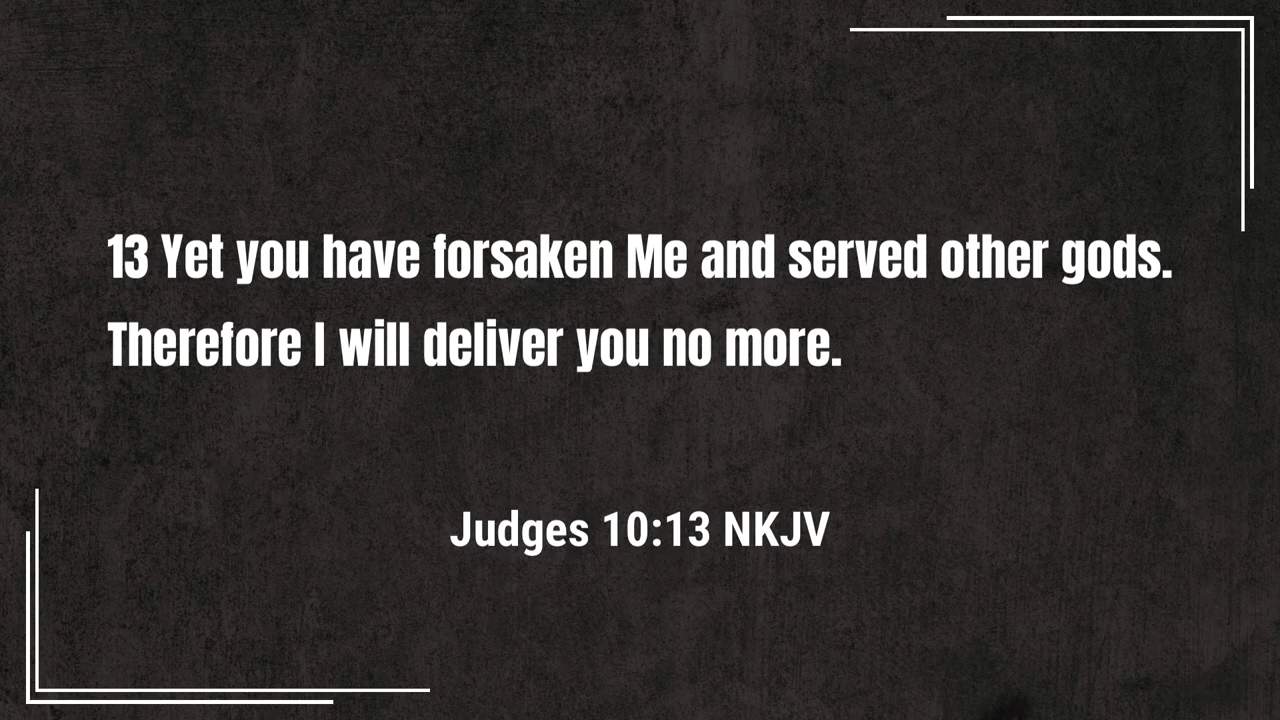 13 Yet you have forsaken Me and served other gods.
Therefore I will deliver you no more.
Judges 10:13 NKJV